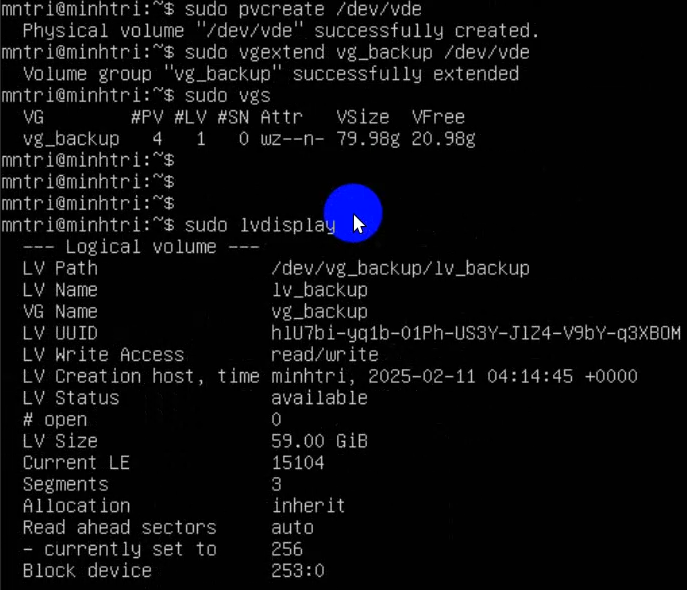 mntri@minhtri:~$ sudo pvcreate /dev/vde
  Physical volume "/dev/vde" successfully created.
mntri@minhtri:~$ sudo vgextend vg_backup /dev/vde
  Volume group "vg_backup" successfully extended
mntri@minhtri:~$ sudo vgs
  VG        #PV #LV #SN Attr   VSize  VFree
  vg_backup   4   1   0 wz--n- 79.98g 20.98g
mntri@minhtri:~$
mntri@minhtri:~$
mntri@minhtri:~$
mntri@minhtri:~$ sudo lvdisplay
  --- Logical volume ---
  LV Path                /dev/vg_backup/lv_backup
  LV Name                lv_backup
  VG Name                vg_backup
  LV UUID                hlU7bi-yq1b-01Ph-US3Y-JlZ4-V9bY-q3XBOM
  LV Write Access        read/write
  LV Creation host, time minhtri, 2025-02-11 04:14:45 +0000
  LV Status              available
  # open                 0
  LV Size                59.00 GiB
  Current LE             15104
  Segments               3
  Allocation             inherit
  Read ahead sectors     auto
  - currently set to     256
  Block device           253:0